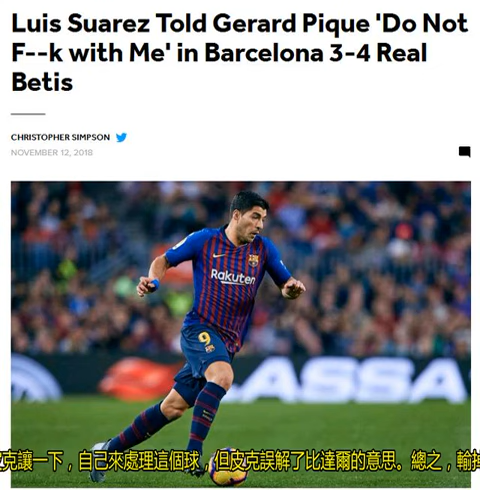 Luis Suarez Told Gerard Pique 'Do Not
F--k with Me' in Barcelona 3-4 Real
Betis
CHRISTOPHER SIMPSON
NOVEMBER 12, 2018
Rakuten
9
ASSA
克讓一下，自己來處理這個球，但皮克誤解了比達爾的意思。總之，輸